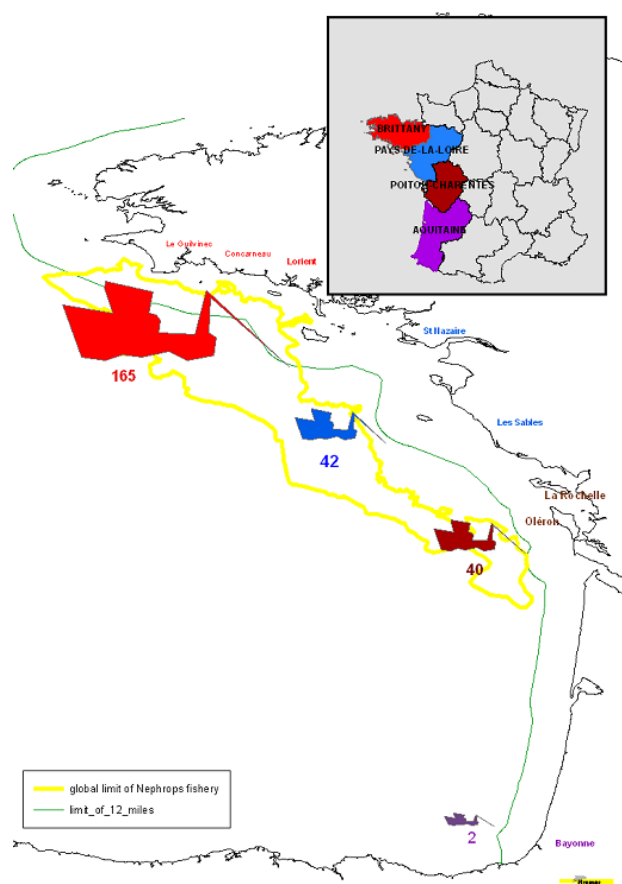 BRITTANY
PAYS-DE-LA-LOIRE
POITOU-CHARENTES
AQUITAINE
Le Guilvinec
Concarneau
Lorient
165
St Nazaire
42
Les Sables
La Rochelle
Oléron
40
global limit of Nephrops fishery
limit_of_12_miles
2
Bayonne